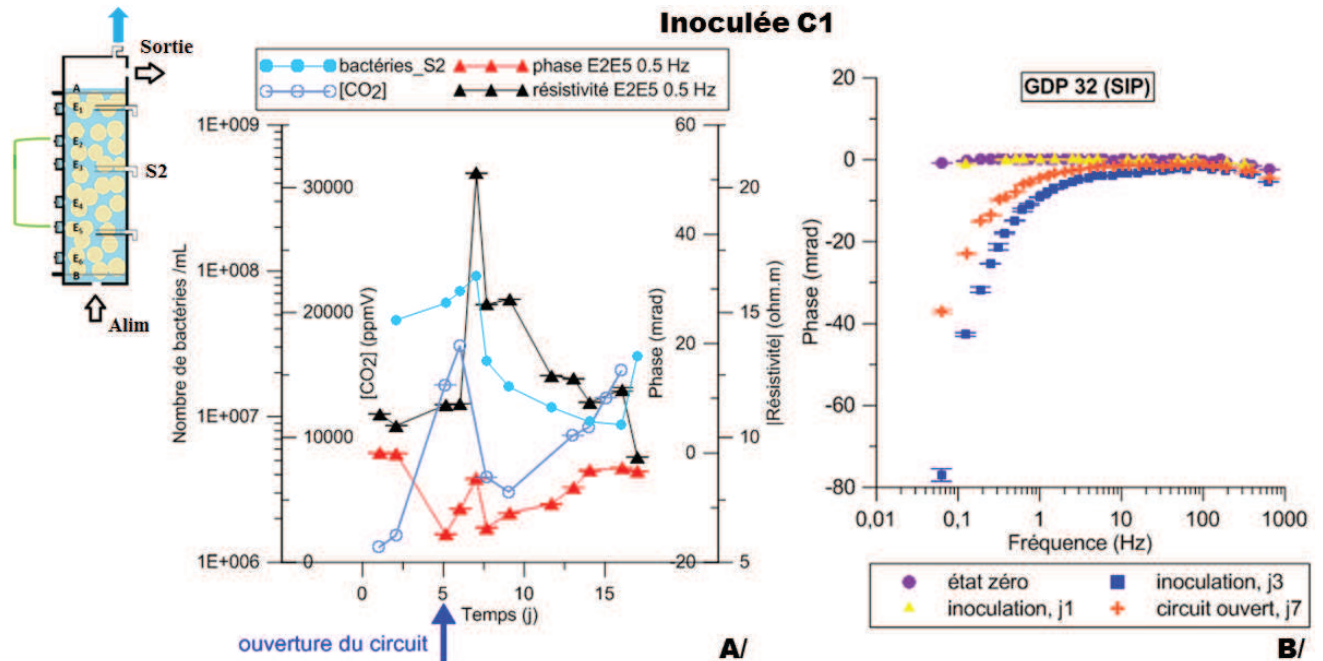 Inoculée C1
Sortie
A
E1
E2
E3
S2
E4
E5
E6
B
Alim
bactéries_S2
phase E2E5 0.5 Hz
[CO2]
résistivité E2E5 0.5 Hz
1E+009
1E+008
1E+007
1E+006
Nombre de bactéries /mL
30000
20000
10000
0
[CO2] (ppmV)
60
40
20
0
-20
Phase (mrad)
20
15
10
5
|Résistivité| (ohm.m)
0 5 10 15
Temps (j)
ouverture du circuit
A/
GDP 32 (SIP)
20
0
-20
-40
-60
-80
Phase (mrad)
0,01 0,1 1 10 100 1000
Fréquence (Hz)
état zéro
inoculation, j3
inoculation, j1
circuit ouvert, j7
B/